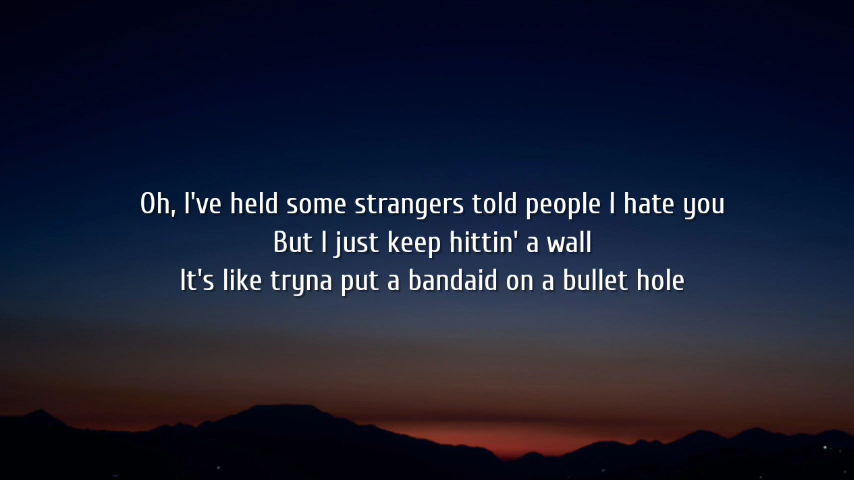 Oh, I've held some strangers told people I hate you
But I just keep hittin' a wall
It's like tryna put a bandaid on a bullet hole